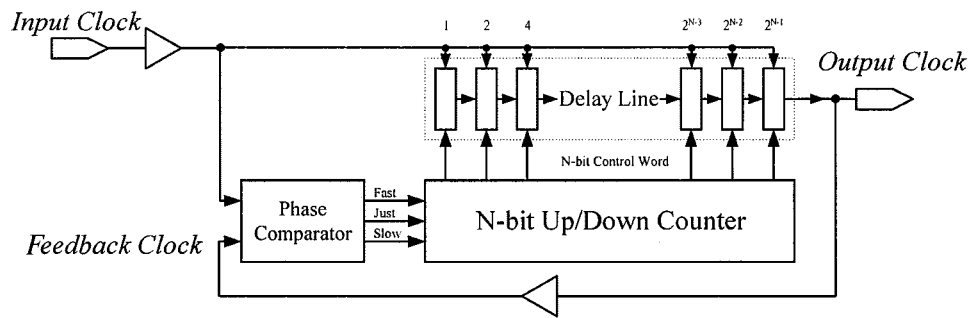 Input Clock
1 2 4 2^N-3 2^N-2 2^N-1
Output Clock
Delay Line
N-bit Control Word
Phase
Comparator
Fast
Just
Slow
N-bit Up/Down Counter
Feedback Clock